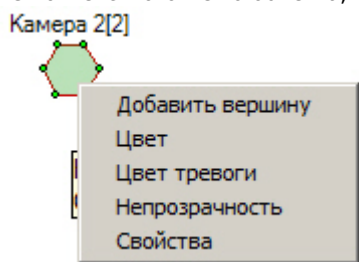 Камера 2[2]
Добавить вершину
Цвет
Цвет тревоги
Непрозрачность
Свойства